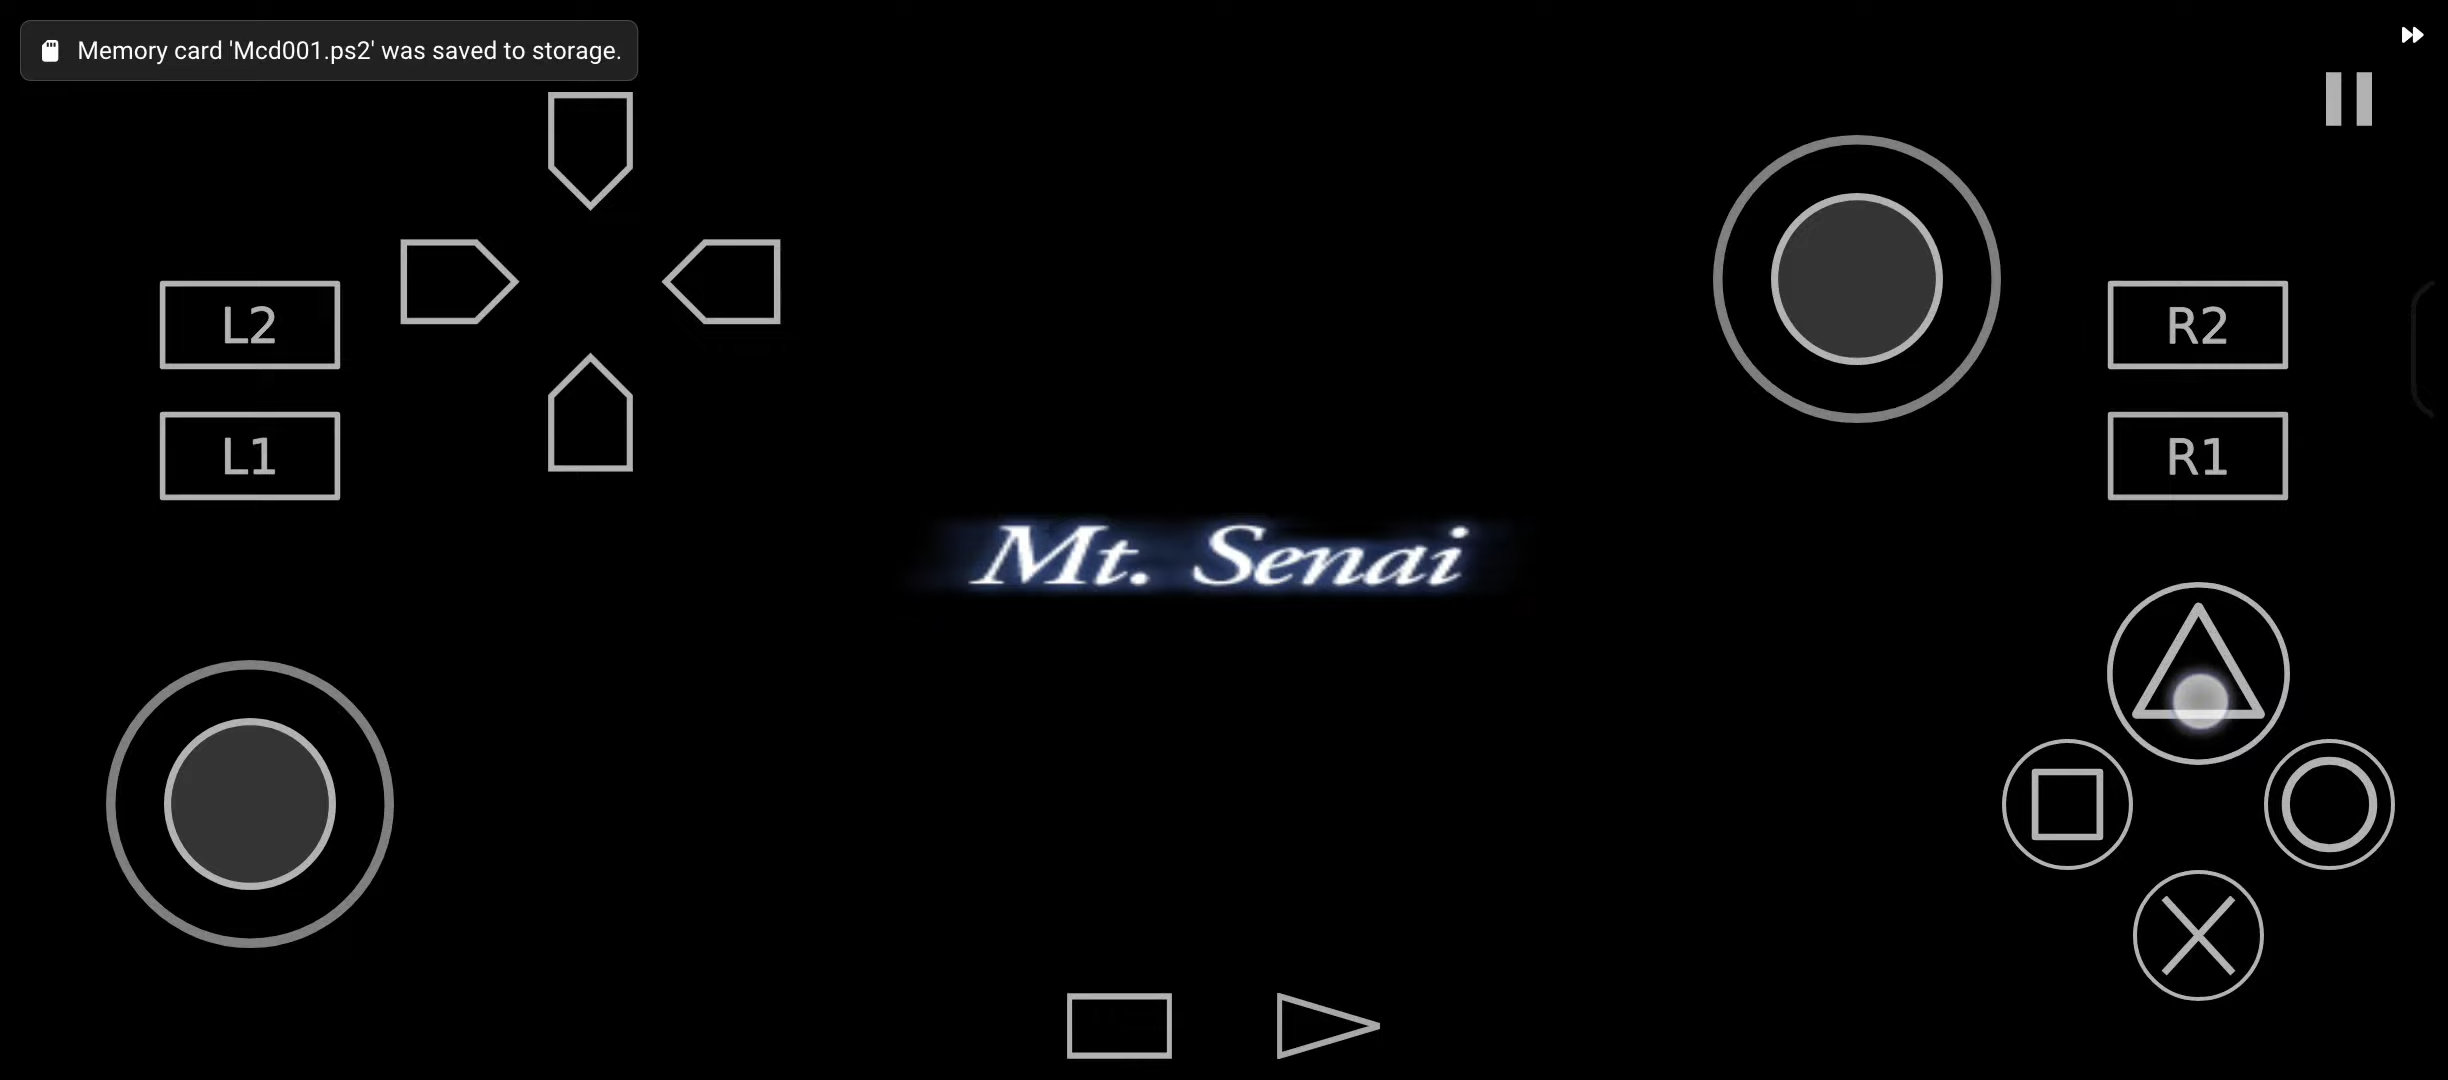 Memory card 'Mcd001.ps2' was saved to storage.
L2
R2
L1
R1
Mt. Senai